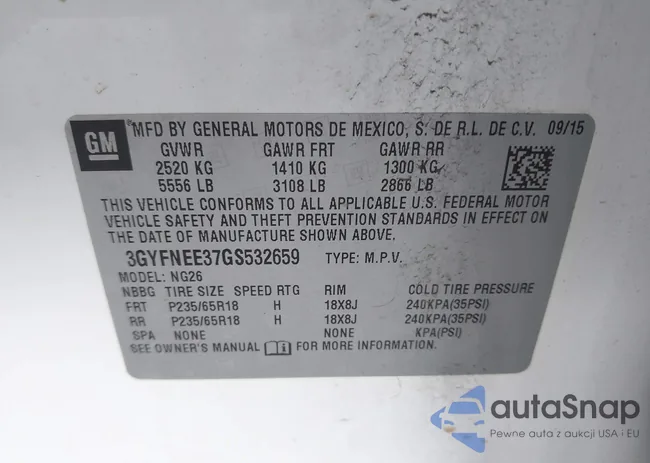 GM
MFD BY GENERAL MOTORS DE MEXICO, S. DE R.L. DE C.V. 09/15
GVWR GAWR FRT GAWR RR
2520 KG 1410 KG 1300 KG
5556 LB 3108 LB 2866 LB
THIS VEHICLE CONFORMS TO ALL APPLICABLE U.S. FEDERAL MOTOR
VEHICLE SAFETY AND THEFT PREVENTION STANDARDS IN EFFECT ON
THE DATE OF MANUFACTURE SHOWN ABOVE.
3GYFNEE37GS532659 TYPE: M.P.V.
MODEL: NG26
NBBG TIRE SIZE SPEED RTG RIM COLD TIRE PRESSURE
FRT P235/65R18 H 18X8J 240KPA(35PSI)
RR P235/65R18 H 18X8J 240KPA(35PSI)
SPA NONE NONE KPA(PSI)
SEE OWNER'S MANUAL FOR MORE INFORMATION.
autaSnap
Pewne auta z aukcji USA i EU